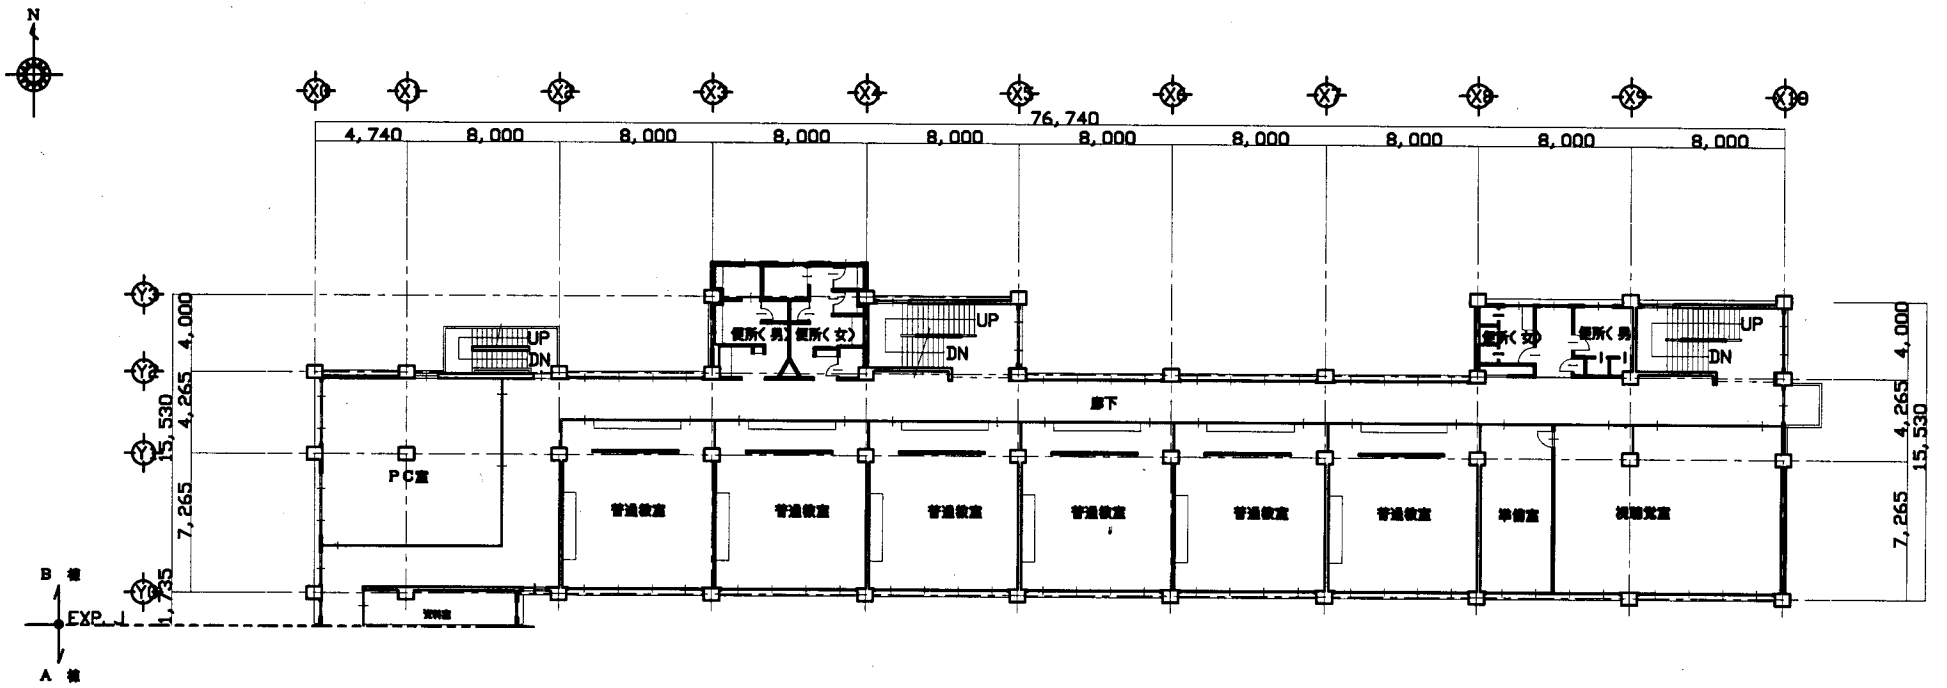 N
X0 X1 X2 X3 X4 X5 X6 X7 X8 X9 X10
76,740
4,740 8,000 8,000 8,000 8,000 8,000 8,000 8,000 8,000 8,000
Y3
4,000
4,000
UP
便所(男) 便所(女)
UP
便所(女) 便所(男)
UP
DN
DN
DN
Y2
廊下
4,265
15,530
4,265
15,530
Y1
PC室
7,265
普通教室 普通教室 普通教室 普通教室 普通教室 普通教室 準備室 視聴覚室
7,265
B 棟
Y0
1,735
EXP. J
資料室
A 棟